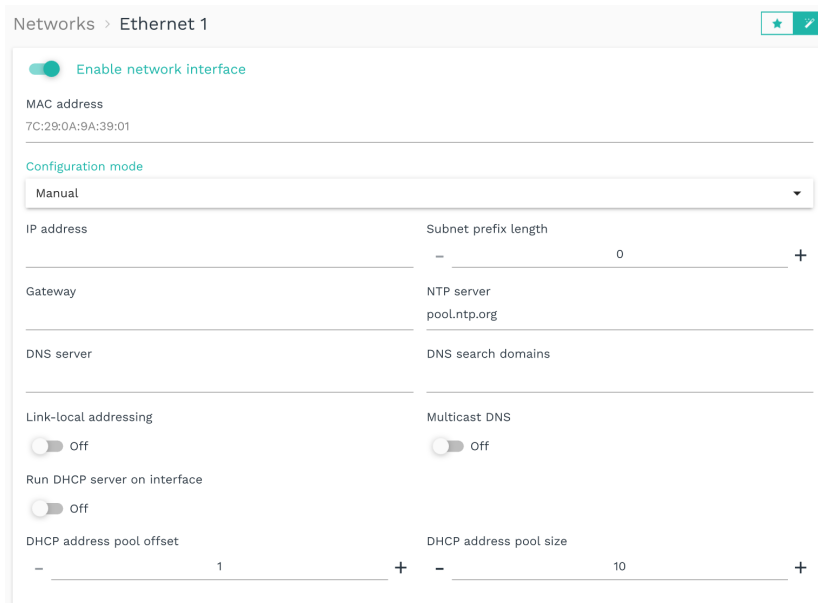 Networks > Ethernet 1
Enable network interface
MAC address
7C:29:0A:9A:39:01
Configuration mode
Manual
IP address
Subnet prefix length
- 0 +
Gateway
NTP server
pool.ntp.org
DNS server
DNS search domains
Link-local addressing
Multicast DNS
Off
Off
Run DHCP server on interface
Off
DHCP address pool offset
DHCP address pool size
- 1 +
- 10 +